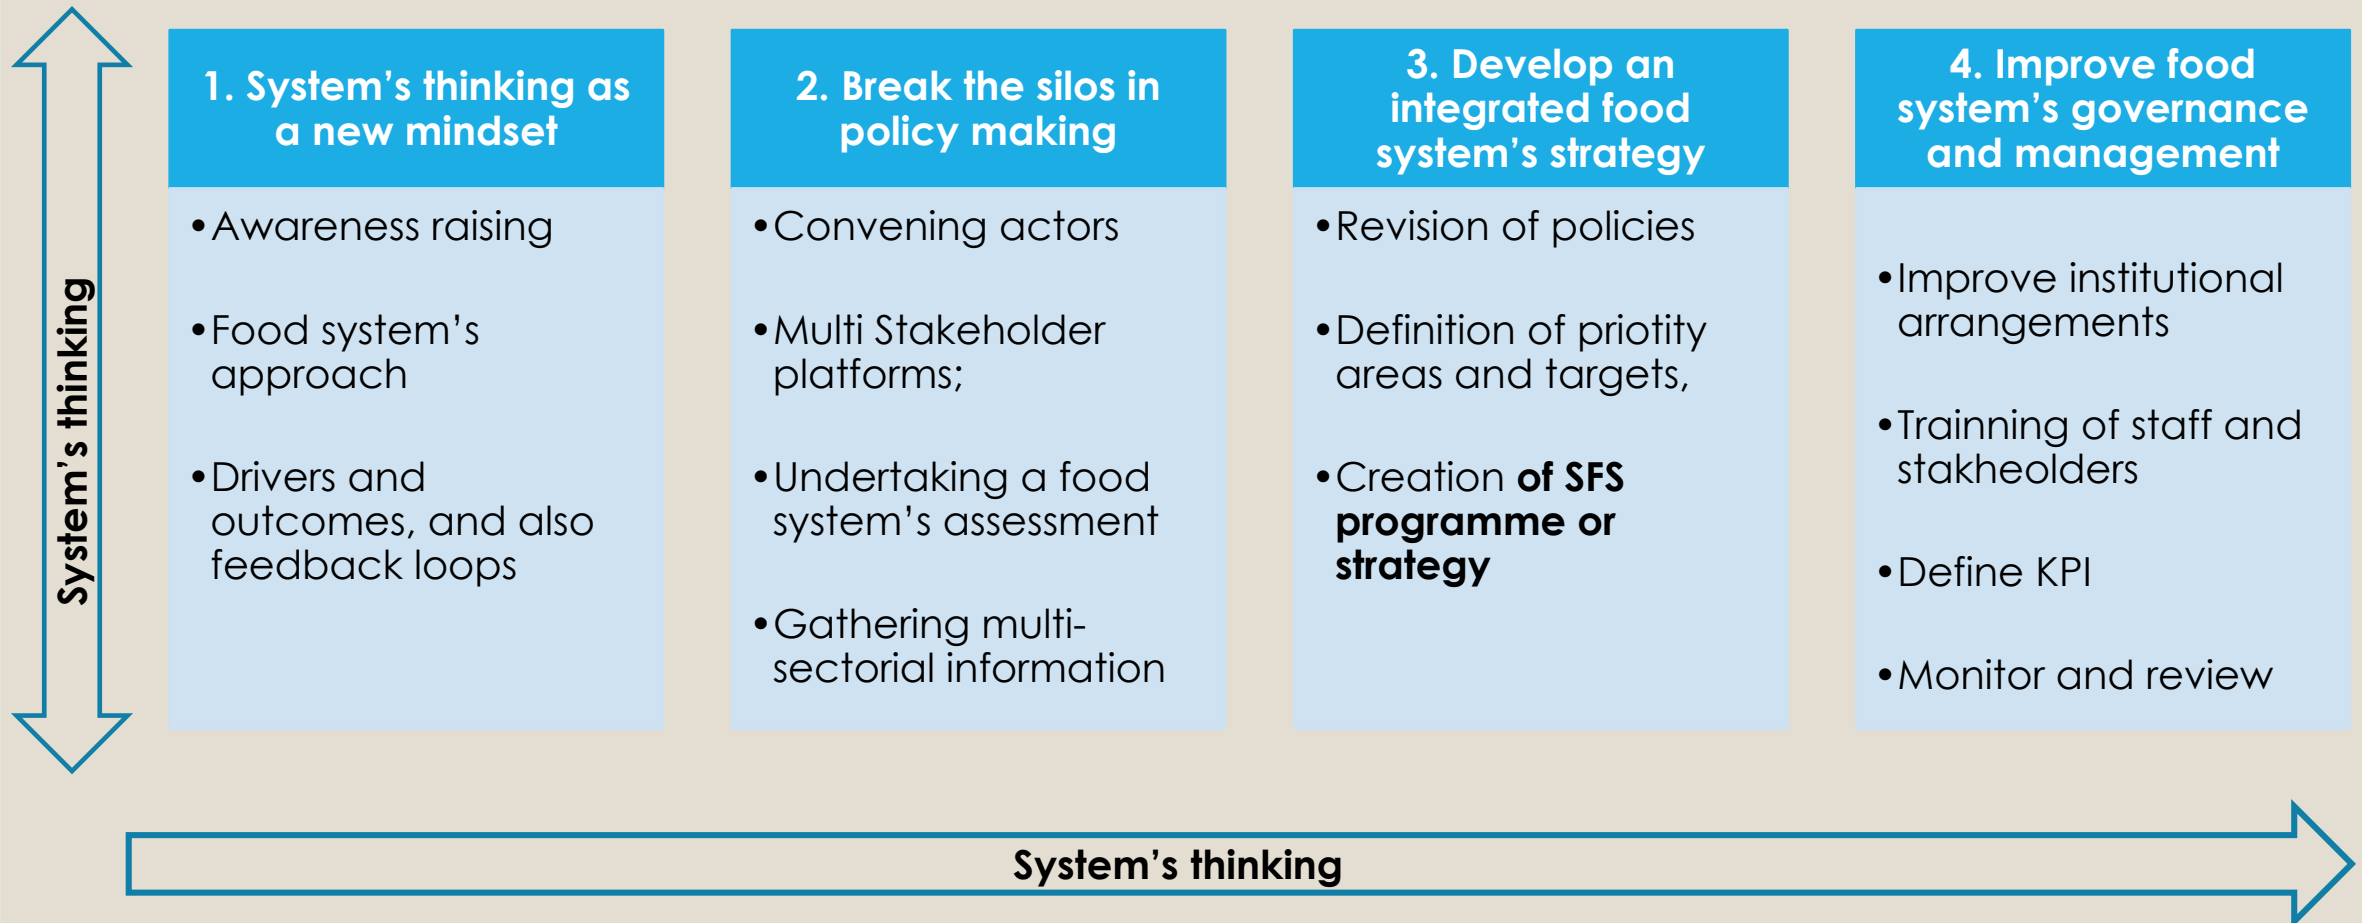 System's thinking
1. System's thinking as
a new mindset
•Awareness raising
•Food system's
approach
•Drivers and
outcomes, and also
feedback loops
2. Break the silos in
policy making
•Convening actors
•Multi Stakeholder
platforms;
•Undertaking a food
system's assessment
•Gathering multi-
sectorial information
3. Develop an
integrated food
system's strategy
•Revision of policies
•Definition of priotity
areas and targets,
•Creation of SFS
programme or
strategy
4. Improve food
system's governance
and management
•Improve institutional
arrangements
•Trainning of staff and
stakheolders
•Define KPI
•Monitor and review
System's thinking